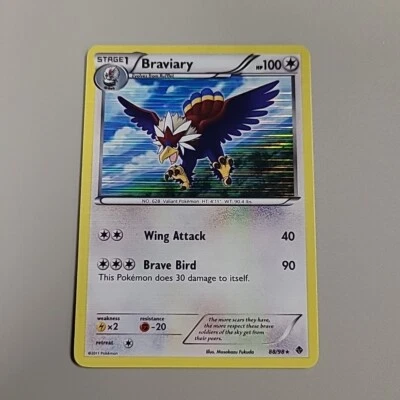 STAGE1
Braviary
HP100
Evolves from Rufflet
NO. 628 Valiant Pokémon HT: 4'11" WT: 90.4 lbs
Wing Attack 40
Brave Bird 90
This Pokémon does 30 damage to itself.
weakness
×2
resistance
-20
retreat
The more scars they have,
the more respect these brave
soldiers of the sky get from
their peers.
©2011 Pokémon
Illus. Masakazu Fukuda
88/98 ★